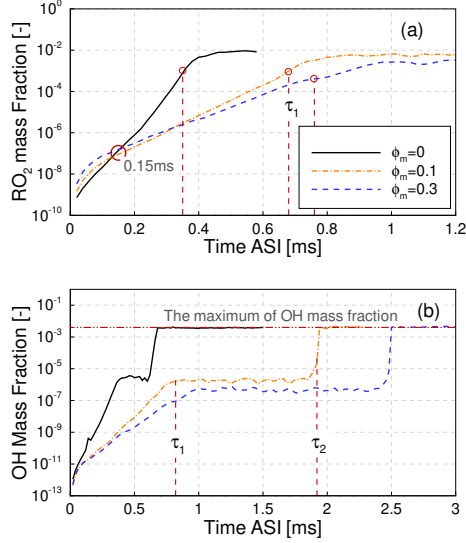 (a)
RO₂ mass Fraction [-]
10⁰
10⁻²
10⁻⁴
10⁻⁶
10⁻⁸
10⁻¹⁰
0.15ms
τ₁
ϕₘ=0
ϕₘ=0.1
ϕₘ=0.3
0 0.2 0.4 0.6 0.8 1 1.2
Time ASI [ms]
(b)
OH Mass Fraction [-]
10⁻¹
10⁻³
10⁻⁵
10⁻⁷
10⁻⁹
10⁻¹¹
10⁻¹³
The maximum of OH mass fraction
τ₁ τ₂
0 0.5 1 1.5 2 2.5 3
Time ASI [ms]